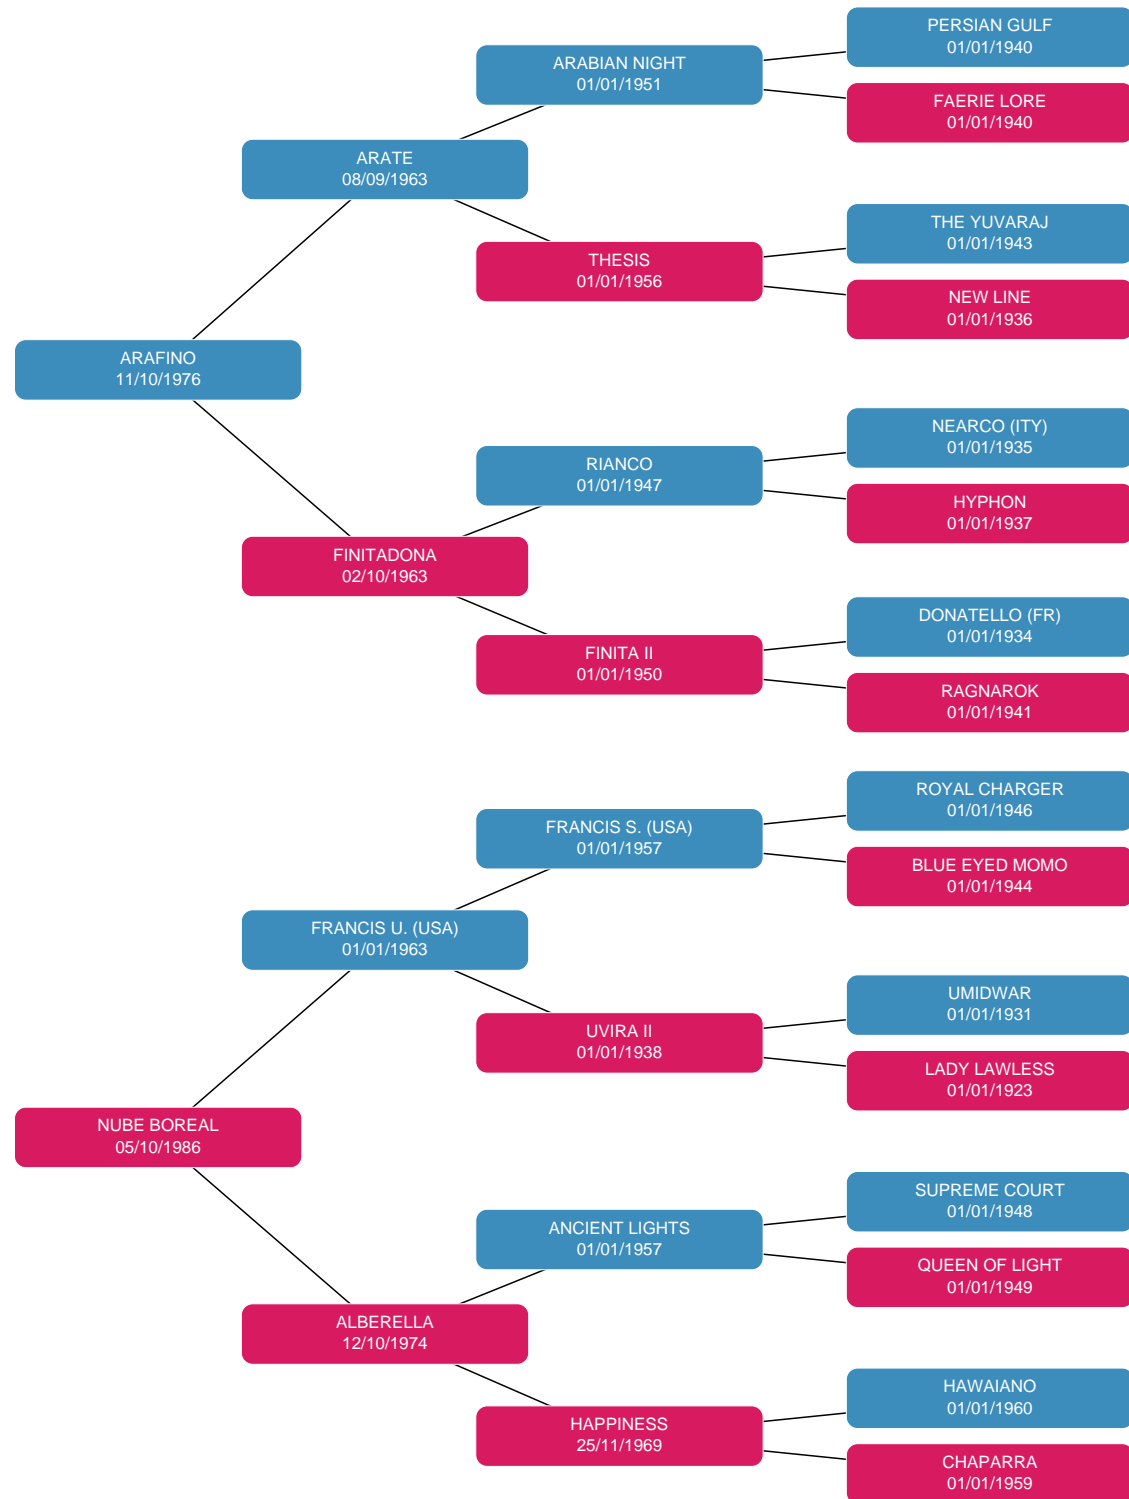 PERSIAN GULF
01/01/1940
ARABIAN NIGHT
01/01/1951
FAERIE LORE
01/01/1940
ARATE
08/09/1963
THE YUVARAJ
01/01/1943
THESIS
01/01/1956
NEW LINE
01/01/1936
ARAFINO
11/10/1976
NEARCO (ITY)
01/01/1935
RIANCO
01/01/1947
HYPHON
01/01/1937
FINITADONA
02/10/1963
DONATELLO (FR)
01/01/1934
FINITA II
01/01/1950
RAGNAROK
01/01/1941
ROYAL CHARGER
01/01/1946
FRANCIS S. (USA)
01/01/1957
BLUE EYED MOMO
01/01/1944
FRANCIS U. (USA)
01/01/1963
UMIDWAR
01/01/1931
UVIRA II
01/01/1938
LADY LAWLESS
01/01/1923
NUBE BOREAL
05/10/1986
SUPREME COURT
01/01/1948
ANCIENT LIGHTS
01/01/1957
QUEEN OF LIGHT
01/01/1949
ALBERELLA
12/10/1974
HAWAIANO
01/01/1960
HAPPINESS
25/11/1969
CHAPARRA
01/01/1959